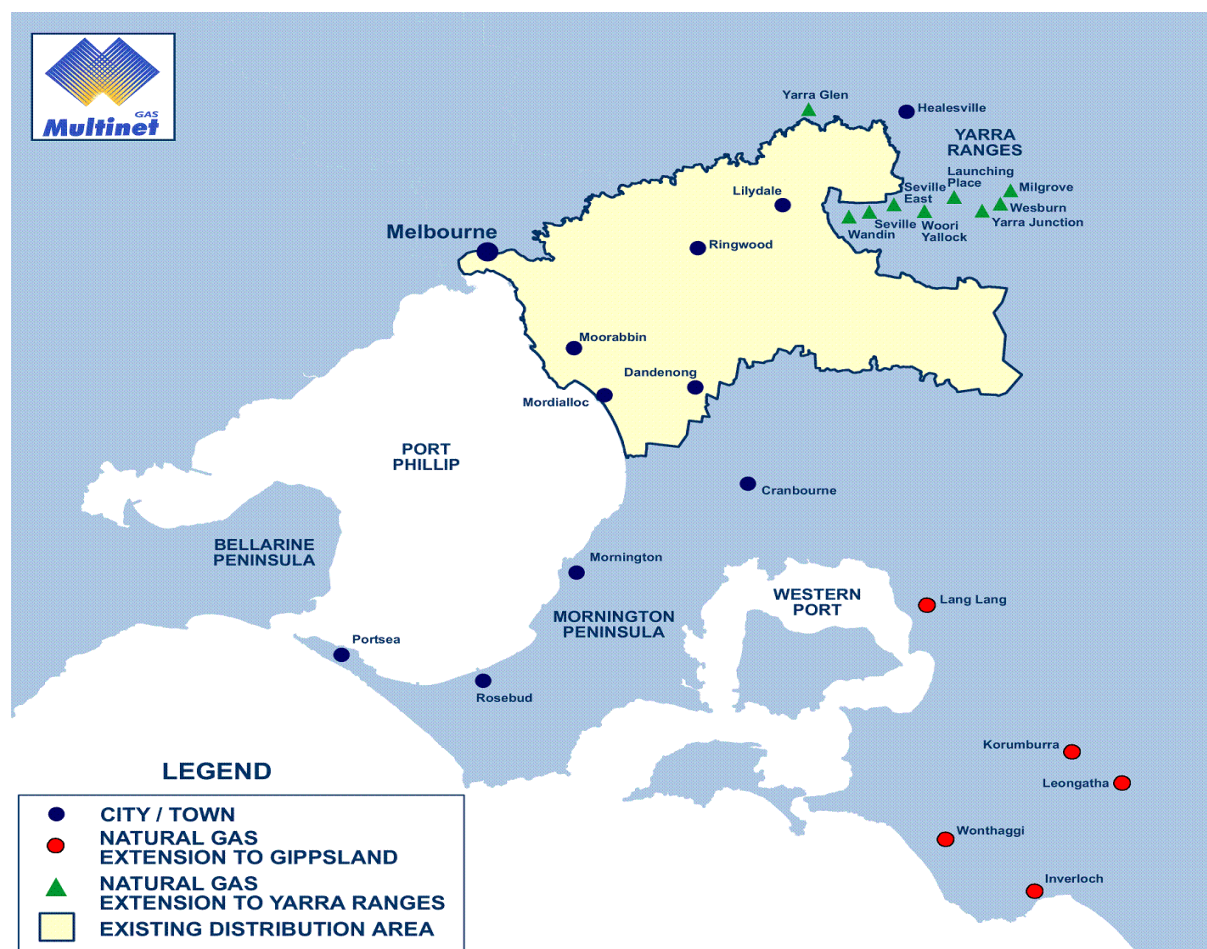 GAS
Multinet
Yarra Glen
Healesville
YARRA
RANGES
Launching
Place
Milgrove
Seville
East
Lilydale
Wesburn
Seville
Woori
Yallock
Yarra Junction
Wandin
Melbourne
Ringwood
Moorabbin
Dandenong
Mordialloc
PORT
PHILLIP
Cranbourne
BELLARINE
PENINSULA
Mornington
WESTERN
PORT
Lang Lang
MORNINGTON
PENINSULA
Portsea
Rosebud
Korumburra
Leongatha
Wonthaggi
Inverloch
LEGEND
CITY / TOWN
NATURAL GAS
EXTENSION TO GIPPSLAND
NATURAL GAS
EXTENSION TO YARRA RANGES
EXISTING DISTRIBUTION AREA